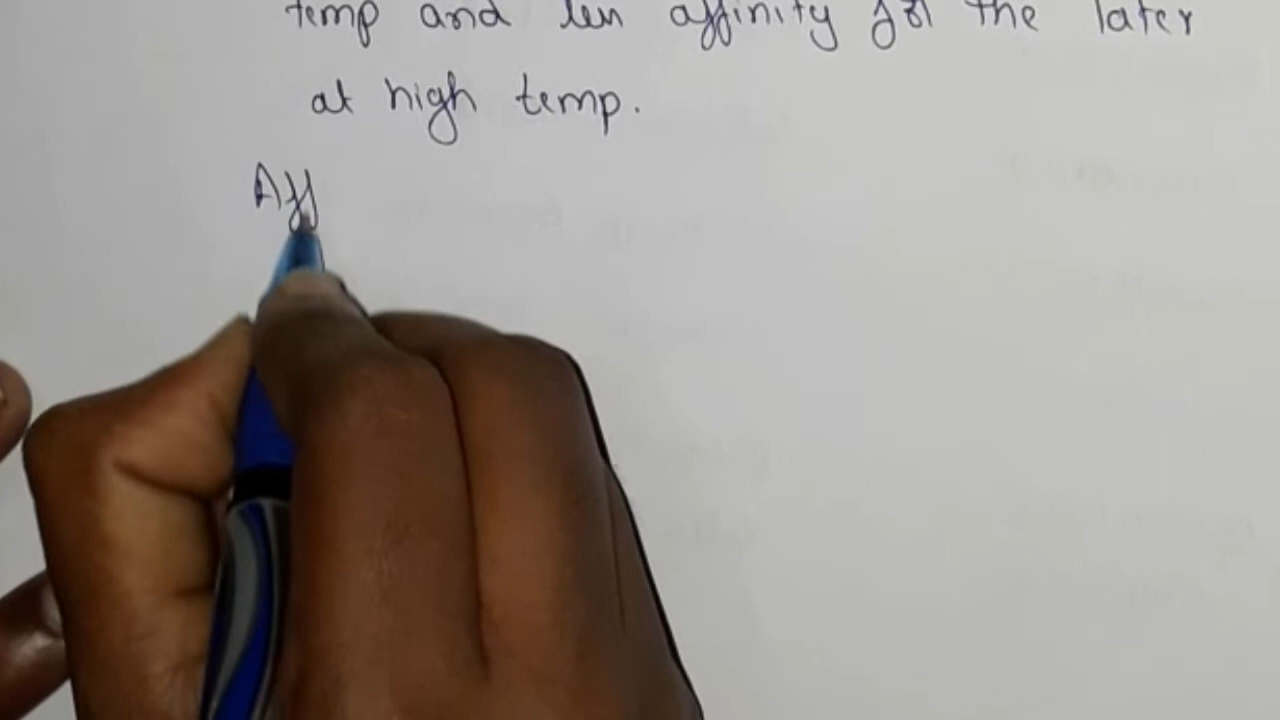 temp and less affinity for the later
at high temp.
Aff